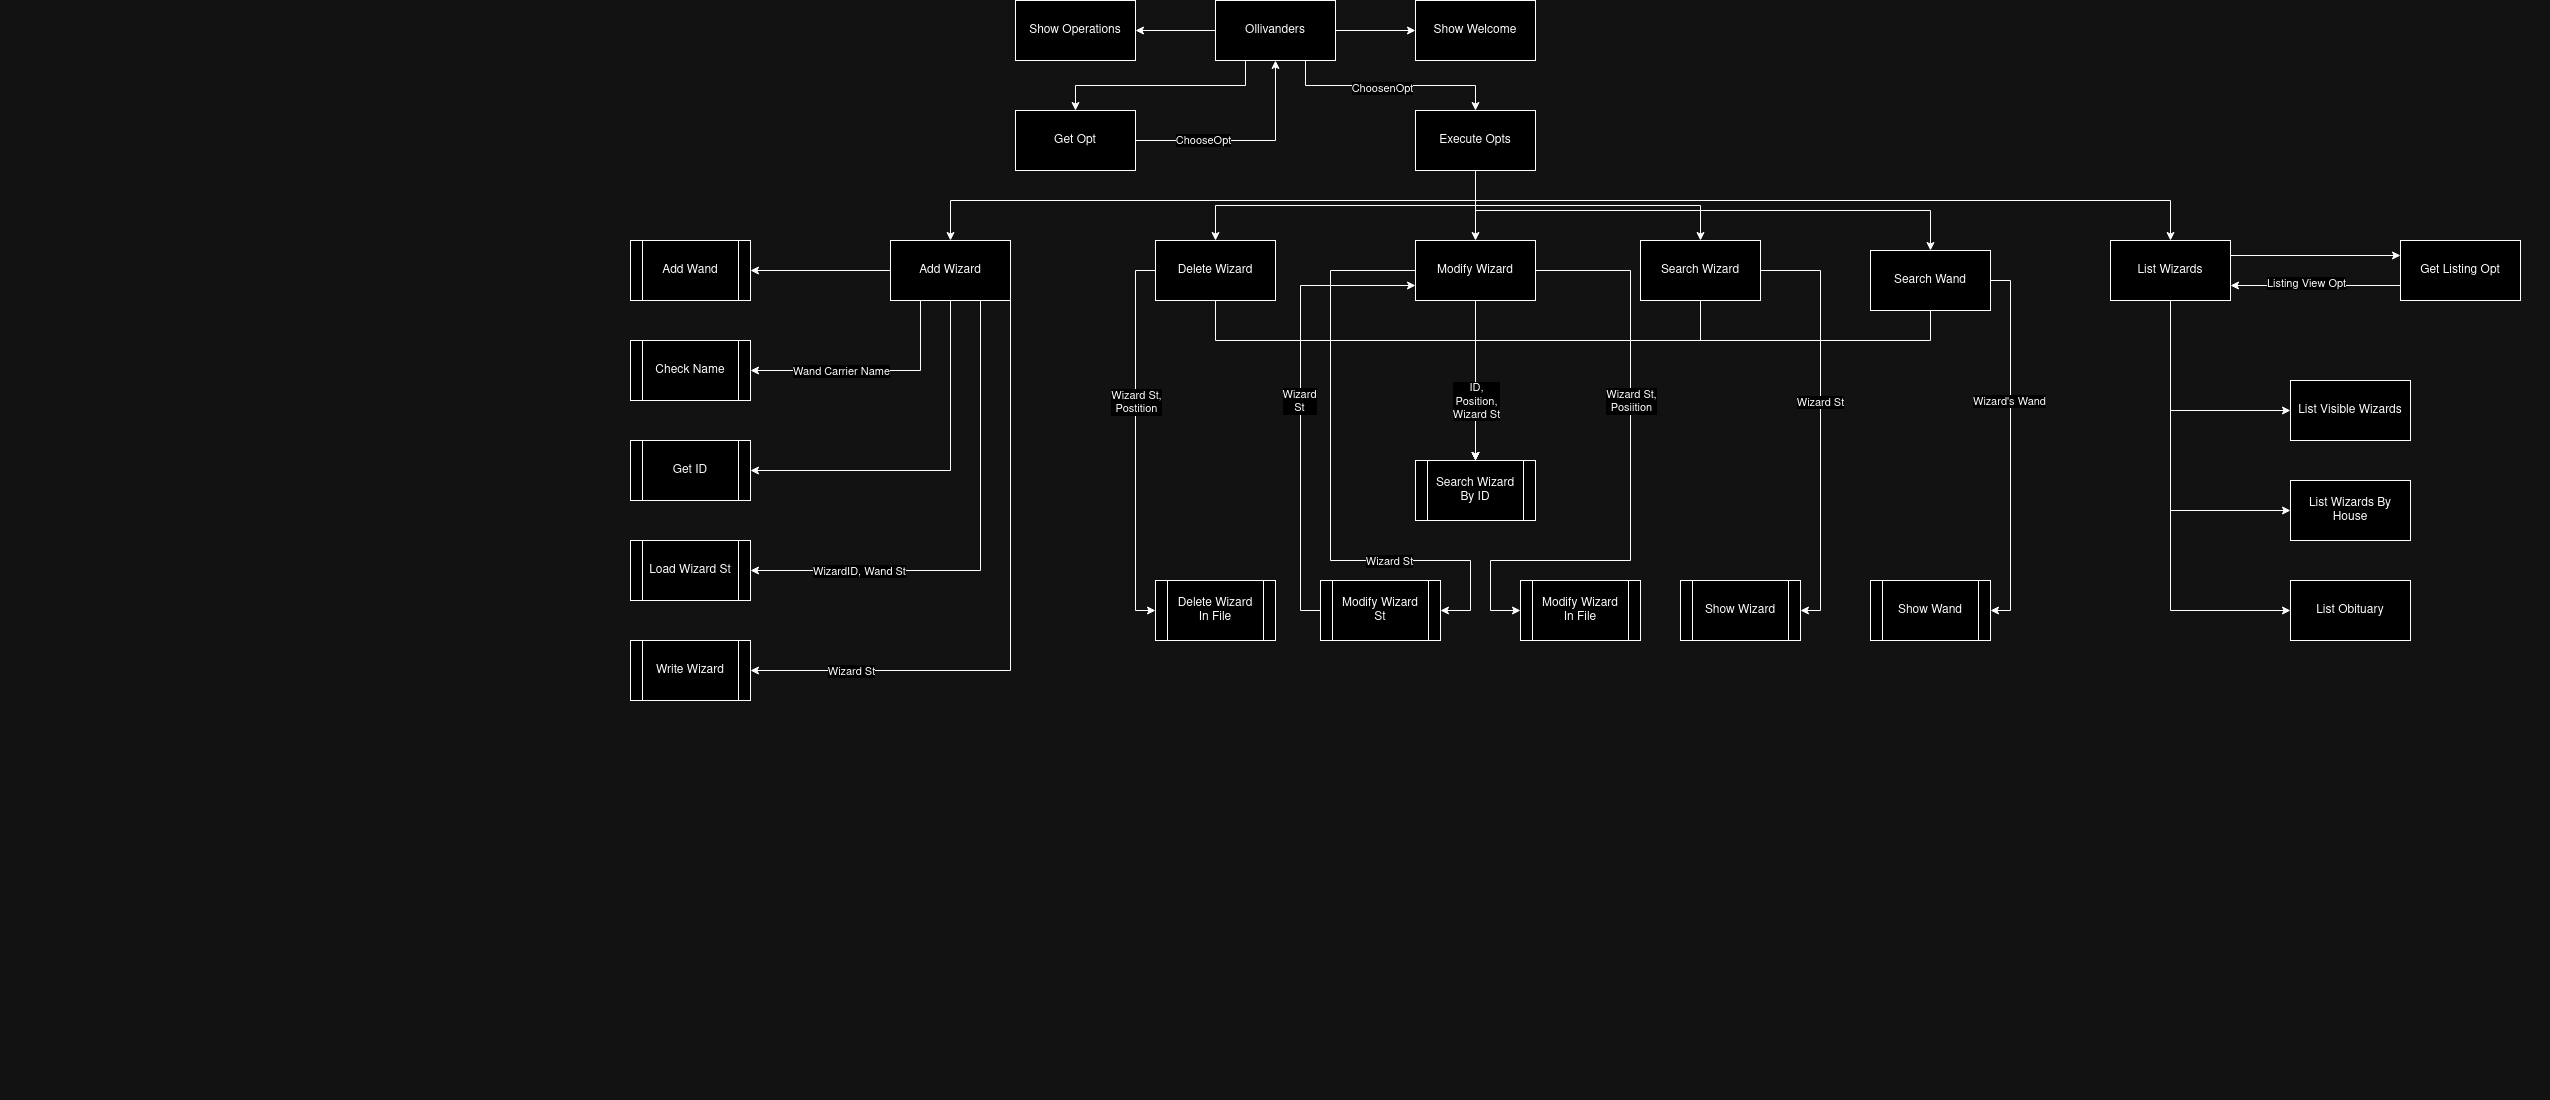 Show Operations
Ollivanders
Show Welcome
ChoosenOpt
Get Opt
ChooseOpt
Execute Opts
Add Wand
Add Wizard
Delete Wizard
Modify Wizard
Search Wizard
Search Wand
List Wizards
Get Listing Opt
Listing View Opt
Check Name
Wand Carrier Name
Wizard St,
Postition
Wizard
St
ID,
Position,
Wizard St
Wizard St,
Posiition
Wizard St
Wizard's Wand
List Visible Wizards
Get ID
Search Wizard
By ID
List Wizards By
House
Load Wizard St
WizardID, Wand St
Wizard St
Delete Wizard
In File
Modify Wizard
St
Modify Wizard
In File
Show Wizard
Show Wand
List Obituary
Write Wizard
Wizard St